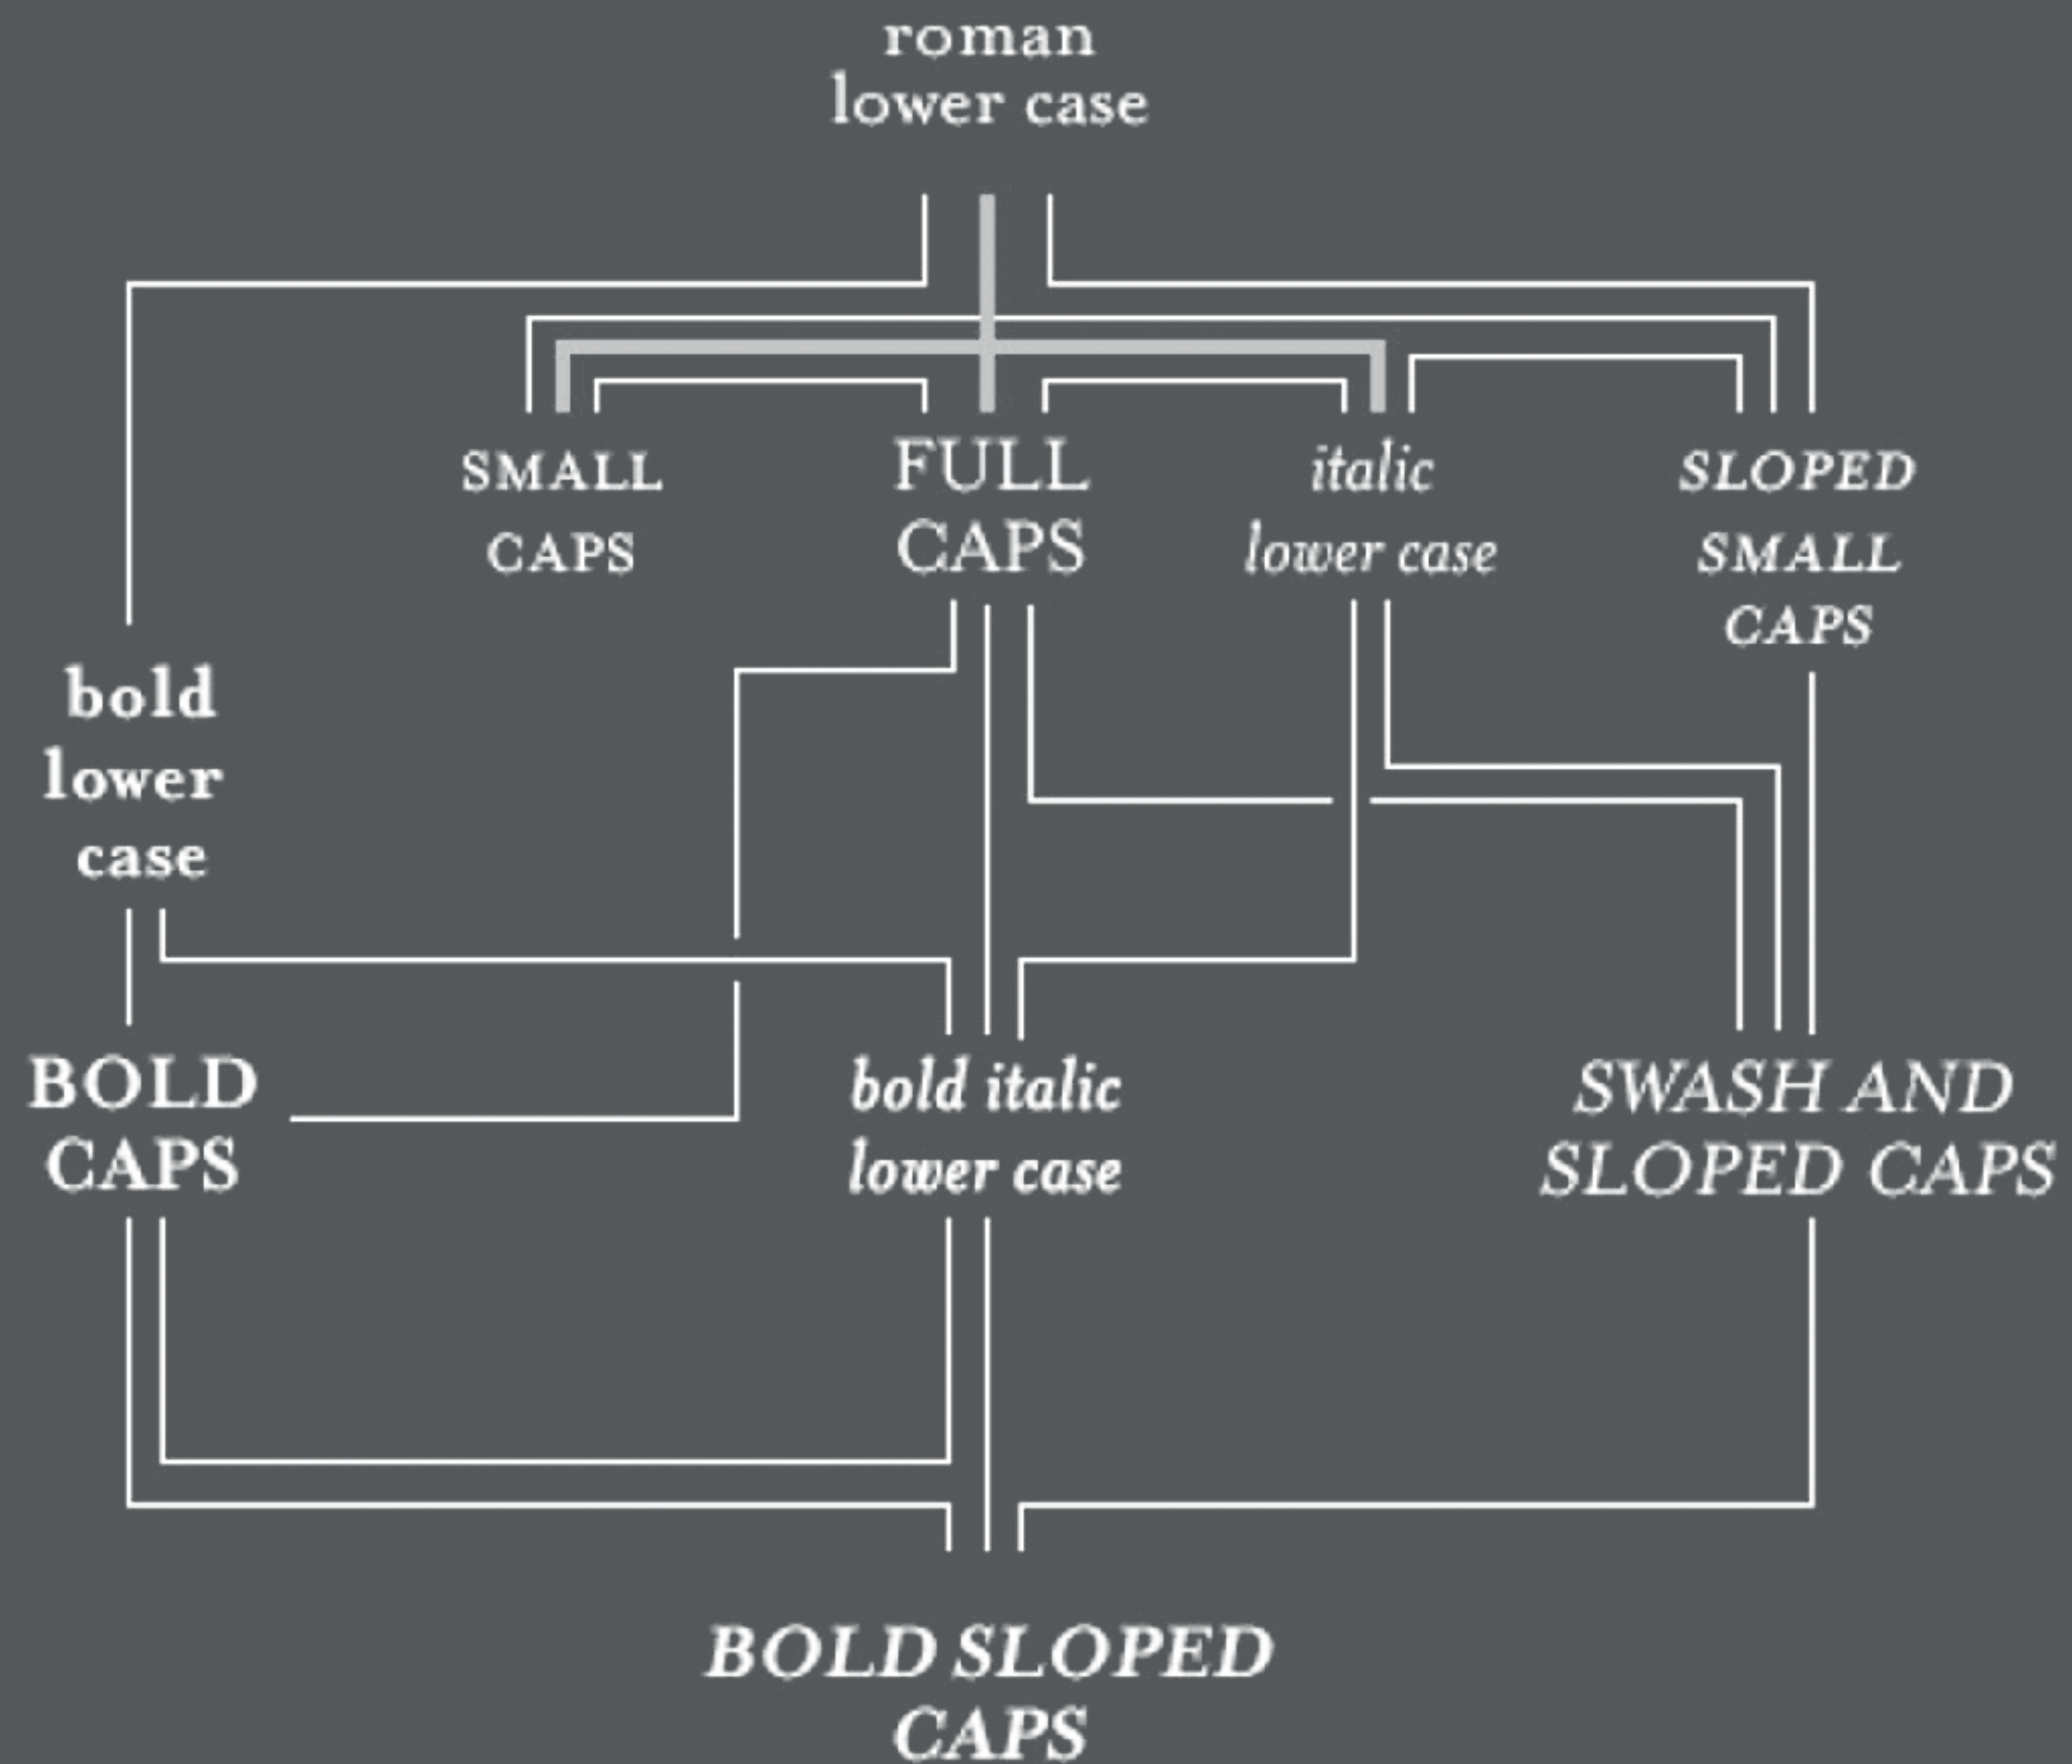 roman
lower case
SMALL
CAPS
FULL
CAPS
italic
lower case
SLOPED
SMALL
CAPS
bold
lower
case
BOLD
CAPS
bold italic
lower case
SWASH AND
SLOPED CAPS
BOLD SLOPED
CAPS